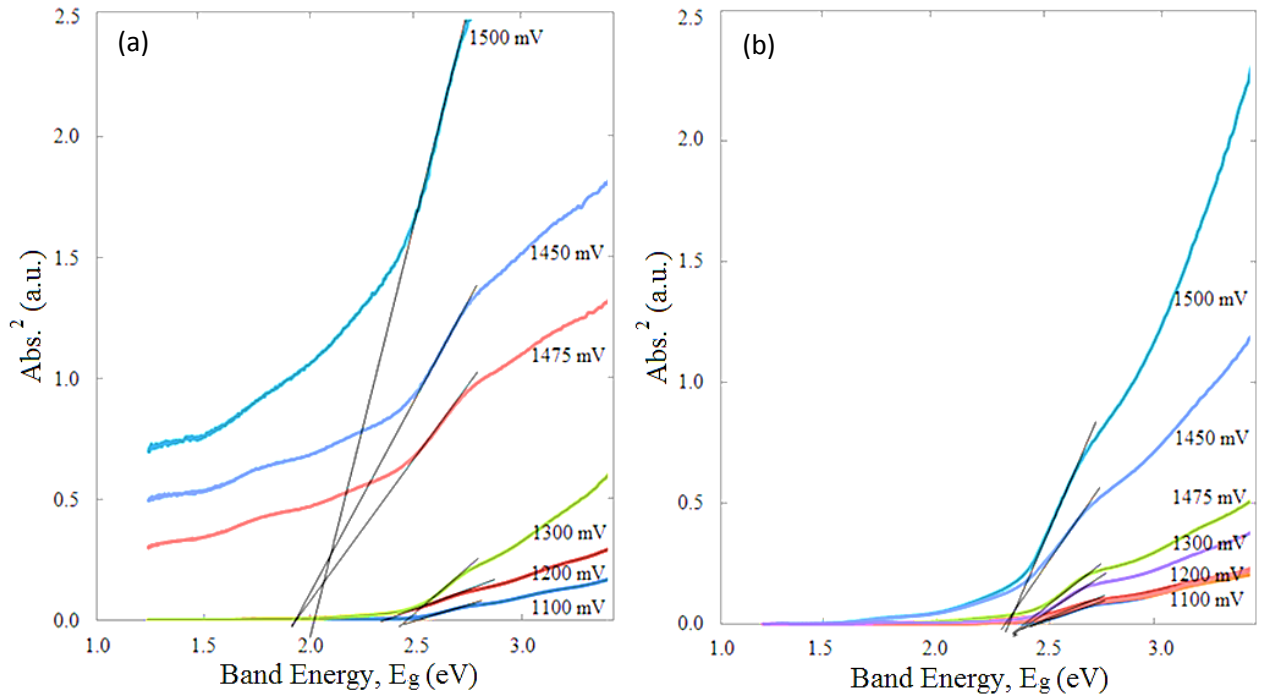 (a)
2.5
2.0
1.5
1.0
0.5
0.0
1.0 1.5 2.0 2.5 3.0
Abs.² (a.u.)
Band Energy, Eg (eV)
1500 mV
1450 mV
1475 mV
1300 mV
1200 mV
1100 mV
(b)
2.5
2.0
1.5
1.0
0.5
0.0
1.0 1.5 2.0 2.5 3.0
Abs.² (a.u.)
Band Energy, Eg (eV)
1500 mV
1450 mV
1475 mV
1300 mV
1200 mV
1100 mV